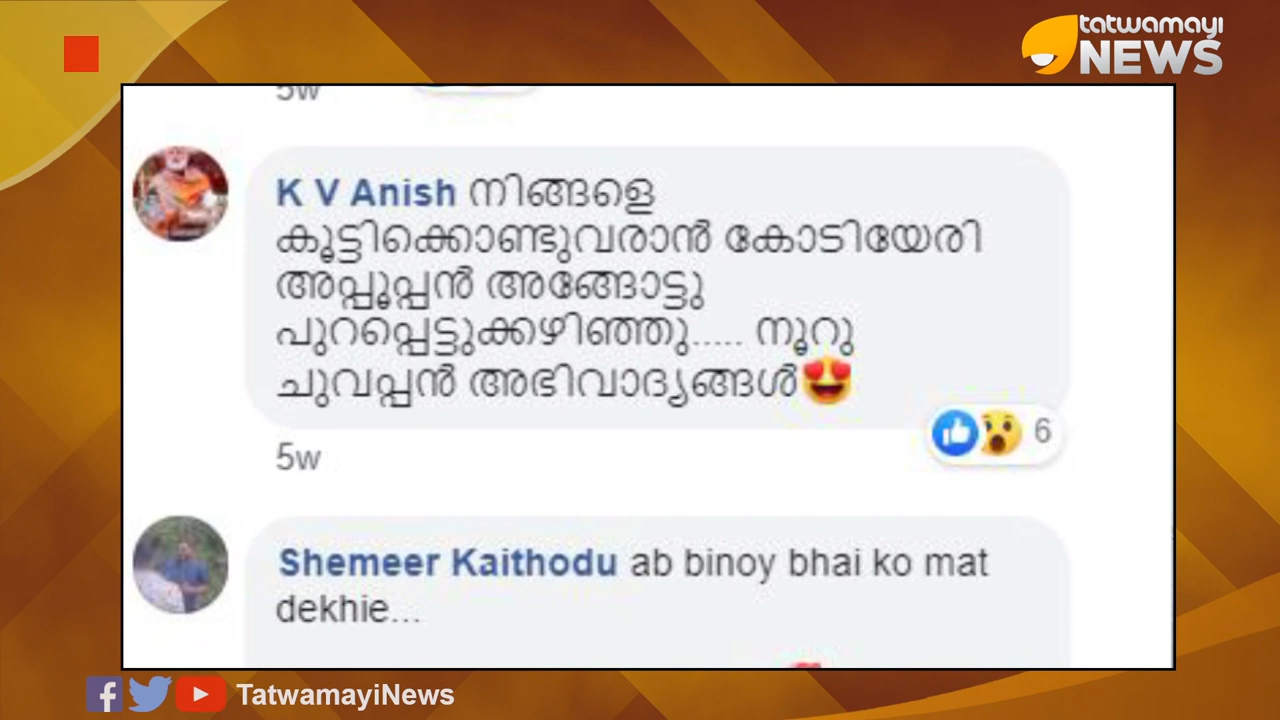 tatwamayi
NEWS
5w
K V Anish നിങ്ങളെ
കൂട്ടിക്കൊണ്ടുവരാൻ കോടിയേരി
അപ്പൂപ്പൻ അങ്ങോട്ടു
പുറപ്പെട്ടുക്കഴിഞ്ഞു..... നൂറു
ചുവപ്പൻ അഭിവാദ്യങ്ങൾ😍
6
5w
Shemeer Kaithodu ab binoy bhai ko mat
dekhie...
TatwamayiNews